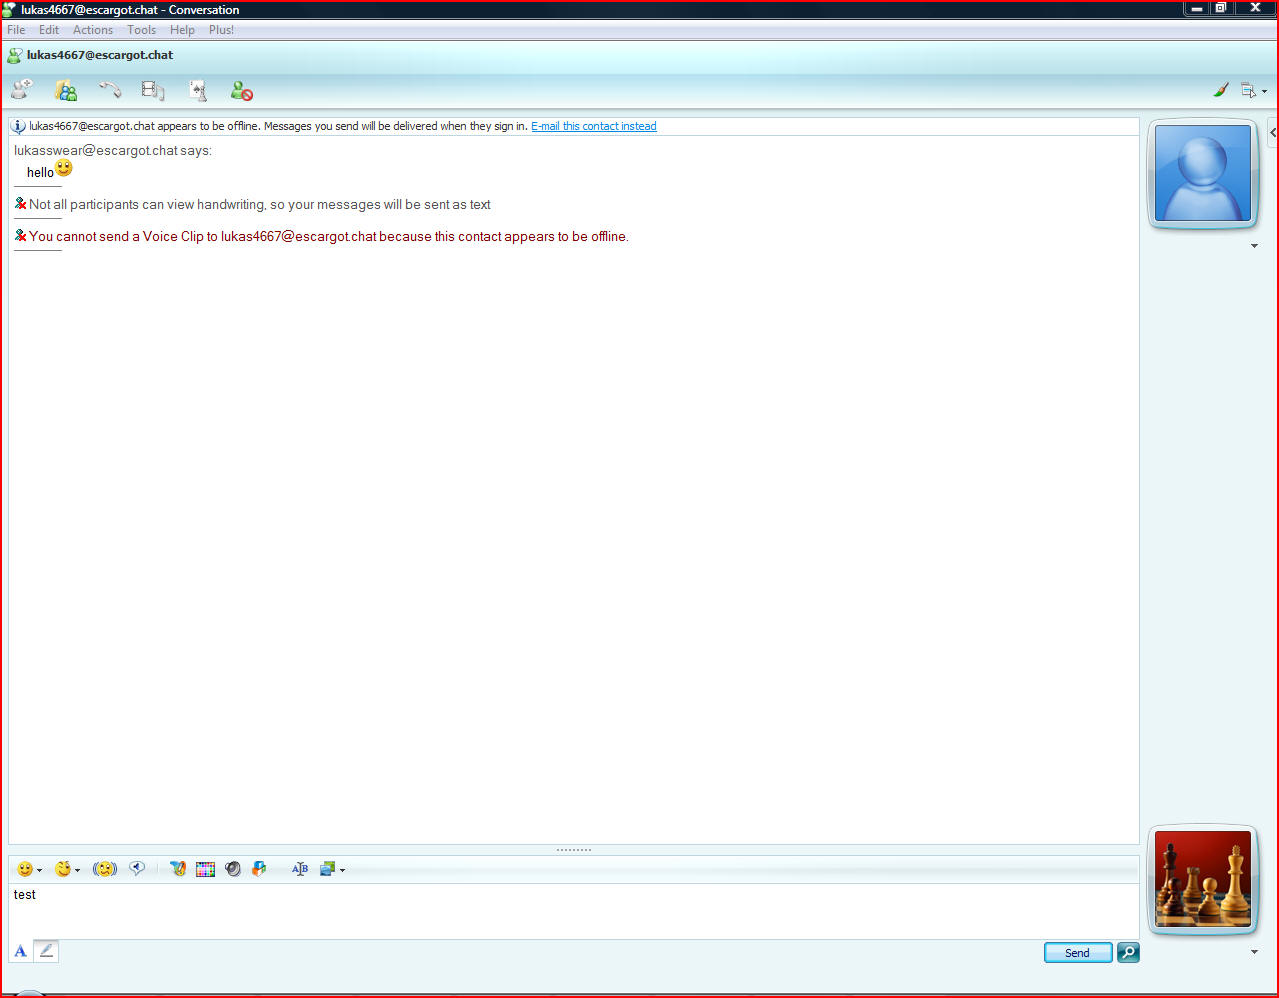 lukas4667@escargot.chat - Conversation
File Edit Actions Tools Help Plus!
lukas4667@escargot.chat
lukas4667@escargot.chat appears to be offline. Messages you send will be delivered when they sign in. E-mail this contact instead
lukasswear@escargot.chat says:
hello
Not all participants can view handwriting, so your messages will be sent as text
You cannot send a Voice Clip to lukas4667@escargot.chat because this contact appears to be offline.
test
A
Send